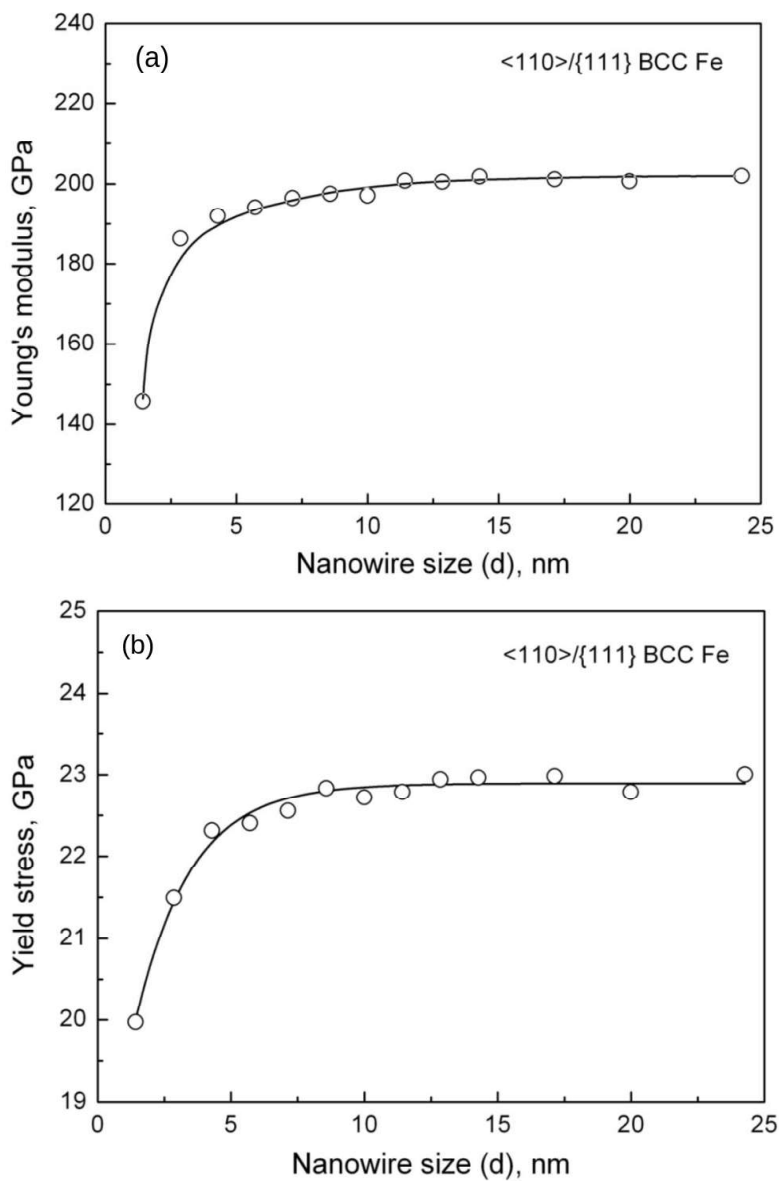 240
(a)
<110>/{111} BCC Fe
220
200
180
160
140
120
Young's modulus, GPa
0 5 10 15 20 25
Nanowire size (d), nm
25
(b)
<110>/{111} BCC Fe
24
23
22
21
20
19
Yield stress, GPa
0 5 10 15 20 25
Nanowire size (d), nm